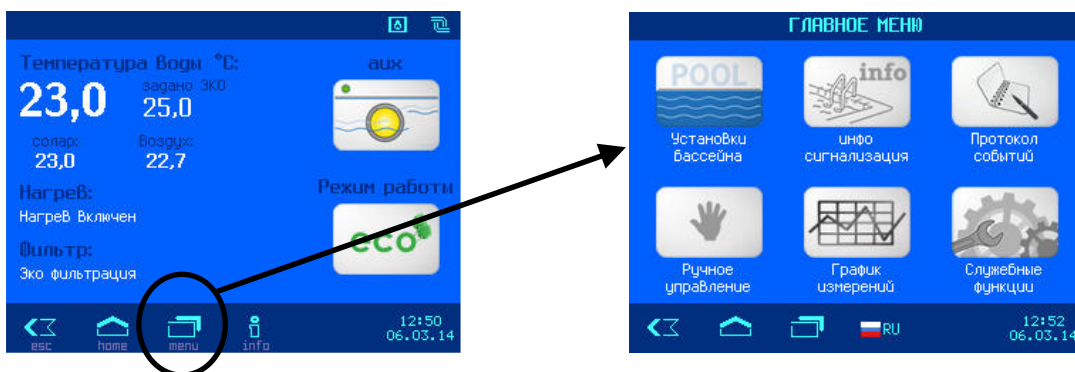 Температура Воды °C:
задано ЭКО
23,0
25,0
солар:
Воздух:
23,0
22,7
Нагрев:
Нагрев Включен
Фильтр:
Эко фильтрация
aux
Режим работы
eco
esc
home
menu
info
12:50
06.03.14
ГЛАВНОЕ МЕНЮ
POOL
Установки
бассейна
info
инфо
сигнализация
Протокол
событий
Ручное
управление
График
измерений
Служебные
функции
RU
12:52
06.03.14